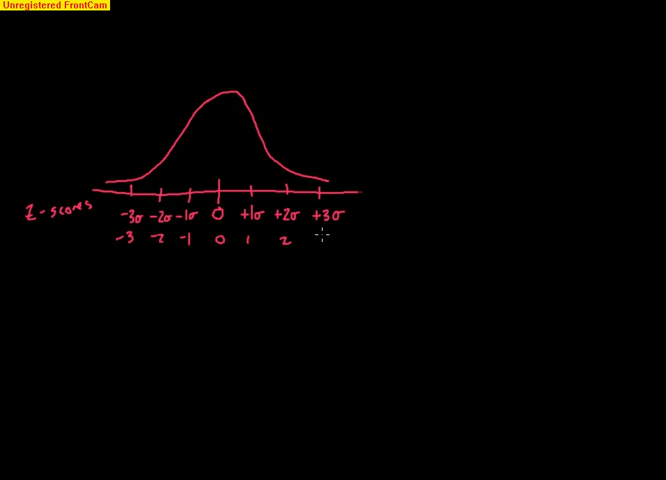 Unregistered FrontCam
Z-scores -3σ -2σ -1σ 0 +1σ +2σ +3σ
-3 -2 -1 0 1 2